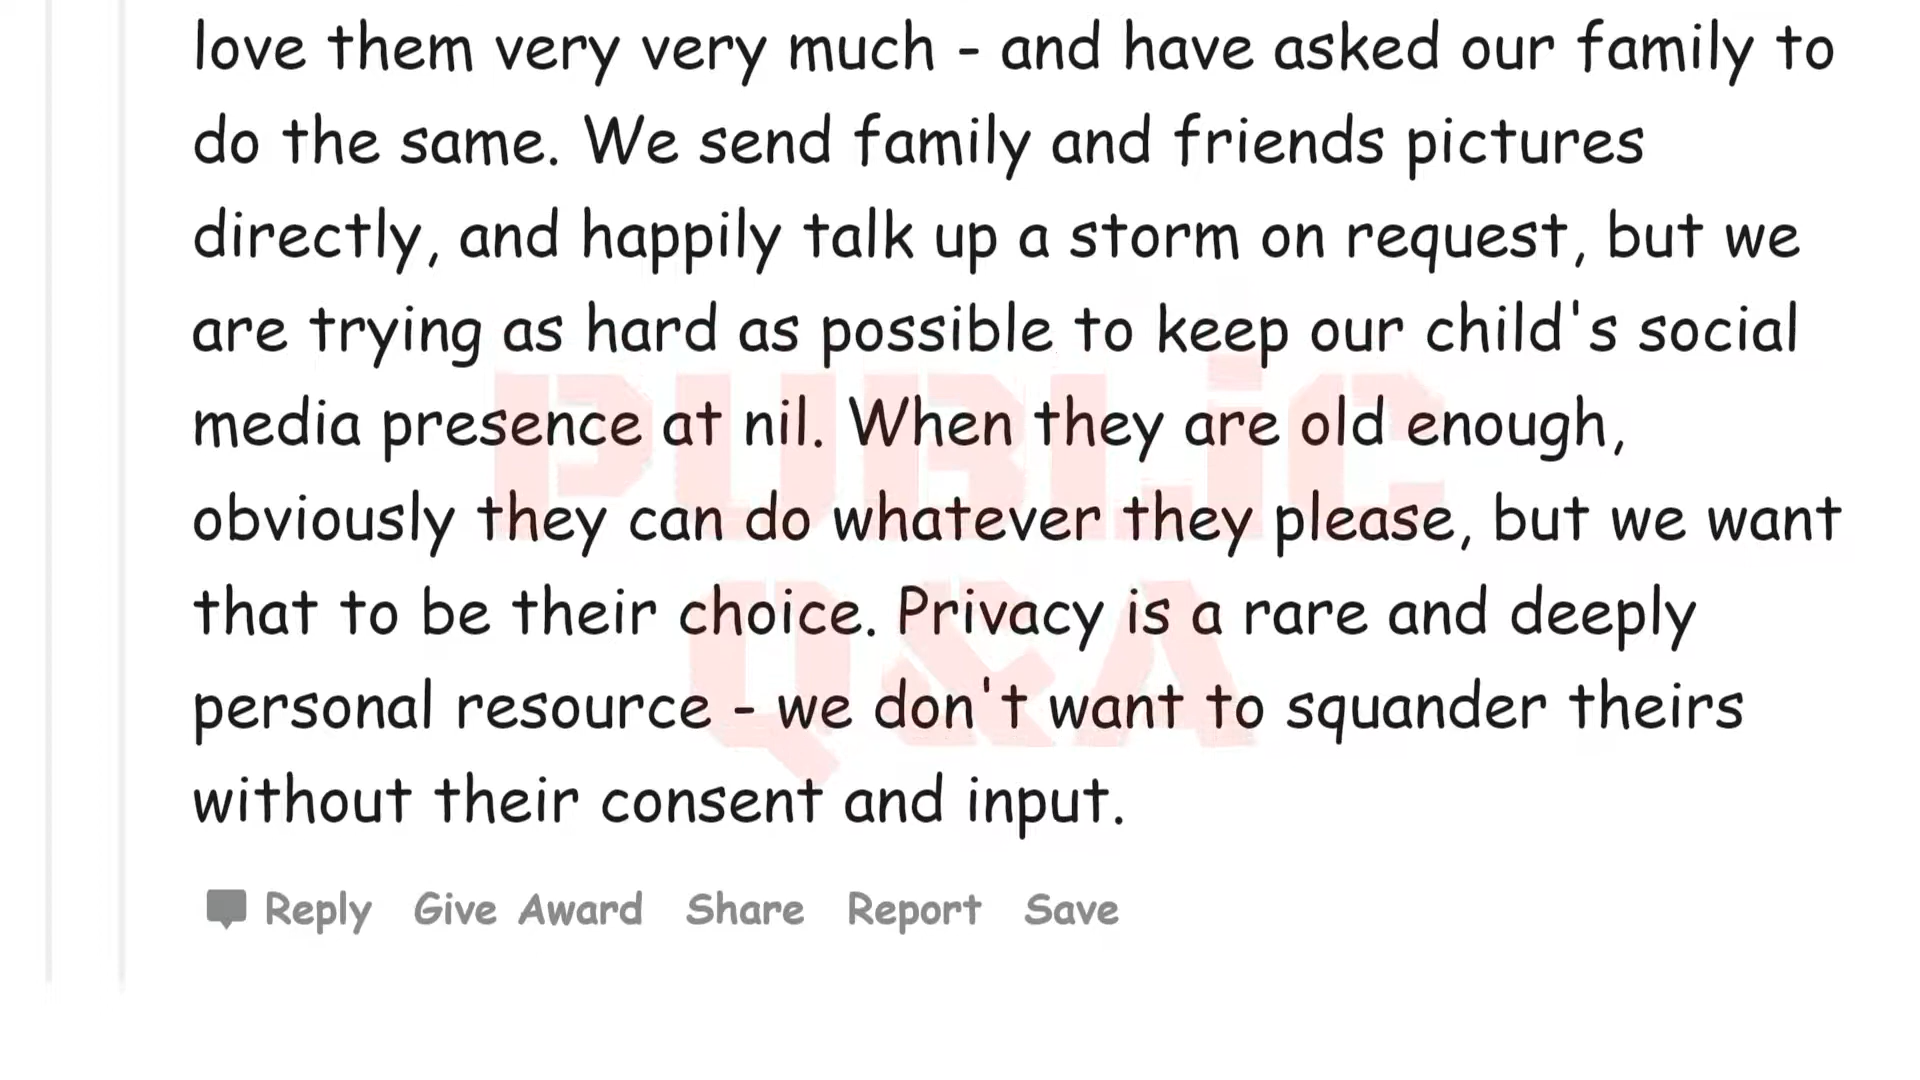 love them very very much - and have asked our family to
do the same. We send family and friends pictures
directly, and happily talk up a storm on request, but we
are trying as hard as possible to keep our child's social
media presence at nil. When they are old enough,
obviously they can do whatever they please, but we want
that to be their choice. Privacy is a rare and deeply
personal resource - we don't want to squander theirs
without their consent and input.
PUBLiC
Q&A
Reply Give Award Share Report Save